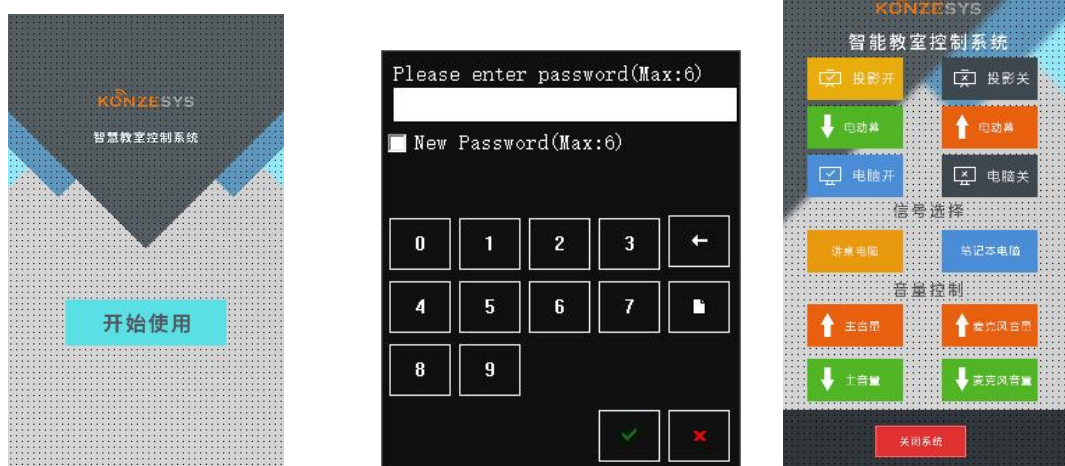 KONZESYS
智慧教室控制系统
开始使用
Please enter password(Max:6)
New Password(Max:6)
0 1 2 3
4 5 6 7
8 9
KONZESYS
智能教室控制系统
投影开 投影关
电动幕 电动幕
电脑开 电脑关
信号选择
讲桌电脑 笔记本电脑
音量控制
主音量 麦克风音量
主音量 麦克风音量
关闭系统